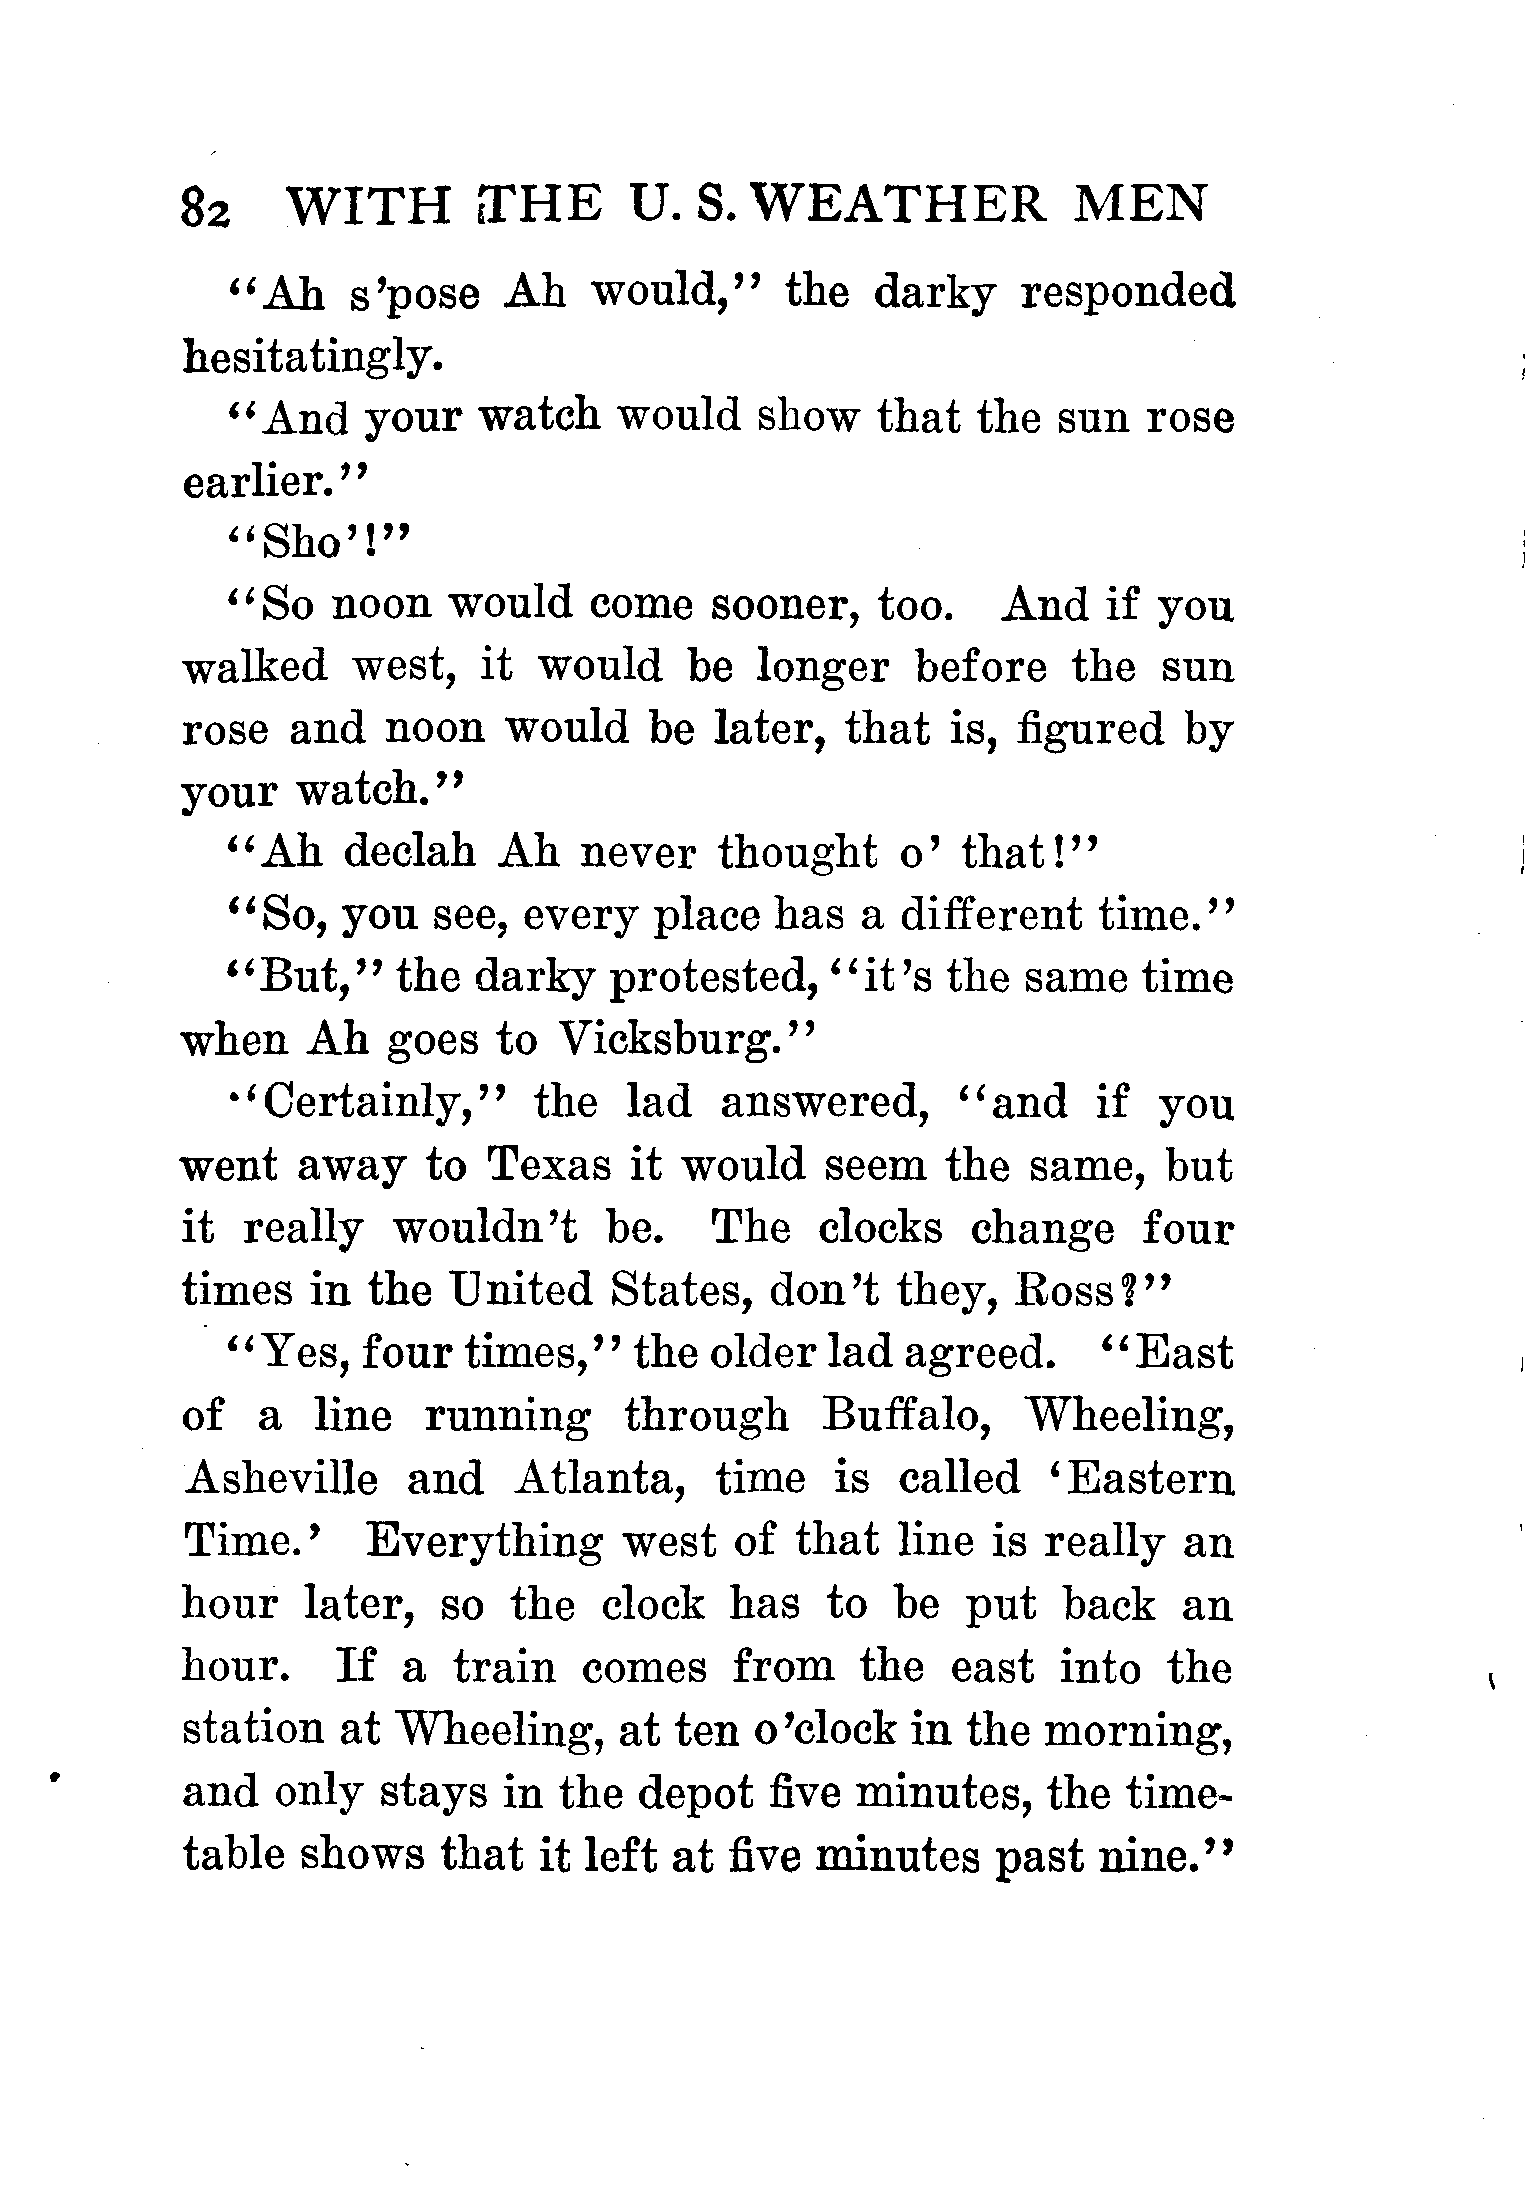 82 WITH THE U. S. WEATHER MEN
"Ah s'pose Ah would," the darky responded
hesitatingly.
"And your watch would show that the sun rose
earlier."
"Sho'!"
"So noon would come sooner, too. And if you
walked west, it would be longer before the sun
rose and noon would be later, that is, figured by
your watch."
"Ah declah Ah never thought o' that!"
"So, you see, every place has a different time."
"But," the darky protested, "it's the same time
when Ah goes to Vicksburg."
"Certainly," the lad answered, "and if you
went away to Texas it would seem the same, but
it really wouldn't be. The clocks change four
times in the United States, don't they, Ross?"
"Yes, four times," the older lad agreed. "East
of a line running through Buffalo, Wheeling,
Asheville and Atlanta, time is called 'Eastern
Time.' Everything west of that line is really an
hour later, so the clock has to be put back an
hour. If a train comes from the east into the
station at Wheeling, at ten o'clock in the morning,
and only stays in the depot five minutes, the time-
table shows that it left at five minutes past nine."